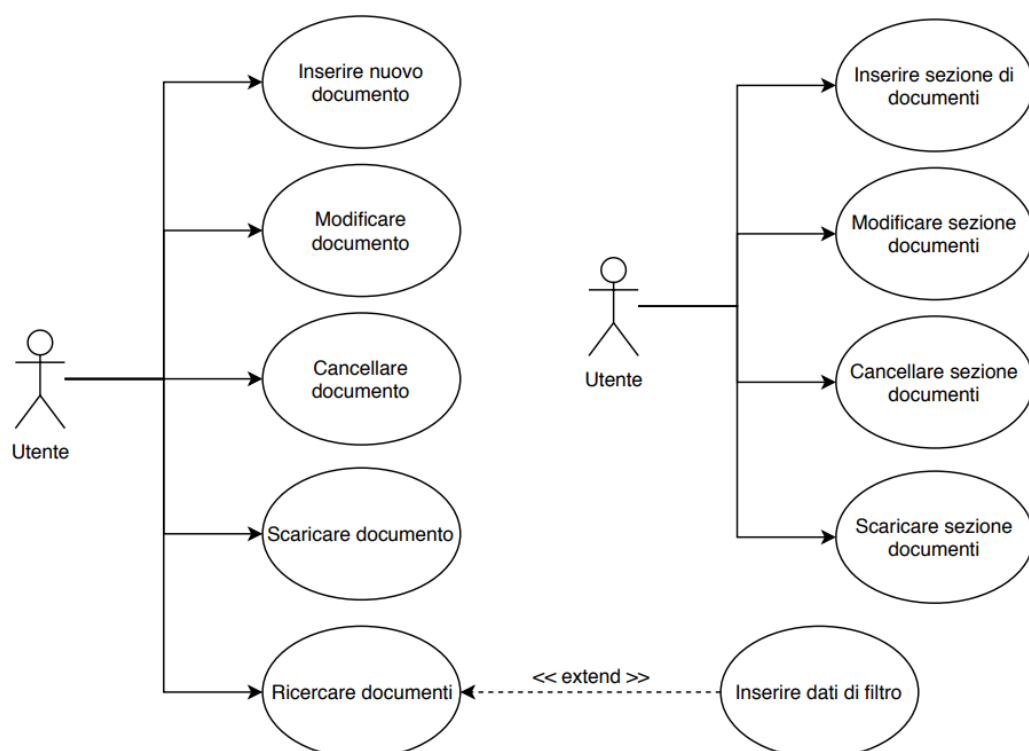 Inserire nuovo
documento
Modificare
documento
Utente
Cancellare
documento
Scaricare documento
Ricercare documenti
<< extend >>
Inserire dati di filtro
Inserire sezione di
documenti
Modificare sezione
documenti
Utente
Cancellare sezione
documenti
Scaricare sezione
documenti